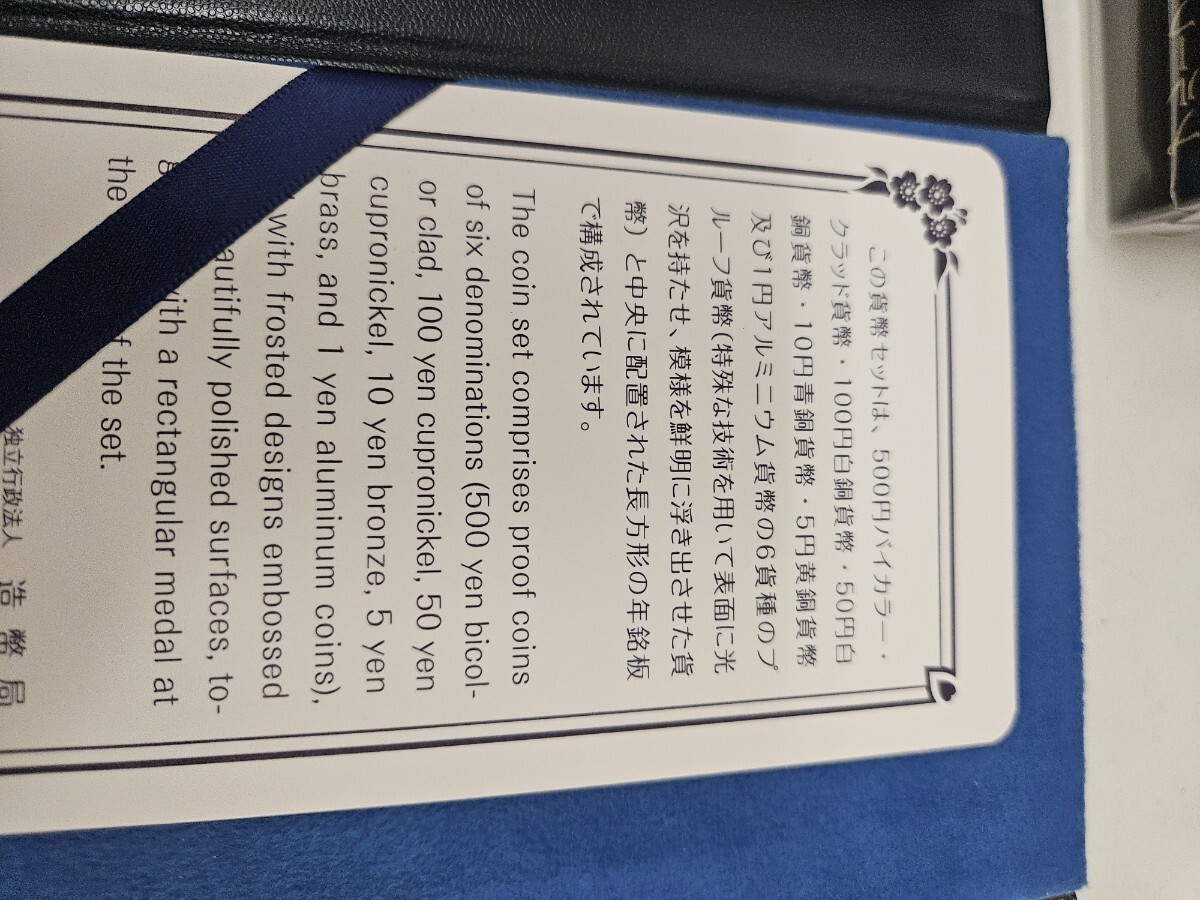 この貨幣セットは、500円バイカラー・
クラッド貨幣・100円白銅貨幣・50円白
銅貨幣・10円青銅貨幣・5円黄銅貨幣
及び1円アルミニウム貨幣の6貨種のプ
ルーフ貨幣（特殊な技術を用いて表面に光
沢を持たせ、模様を鮮明に浮き出させた貨
幣）と中央に配置された長方形の年銘板
で構成されています。
The coin set comprises proof coins
of six denominations (500 yen bicol-
or clad, 100 yen cupronickel, 50 yen
cupronickel, 10 yen bronze, 5 yen
brass, and 1 yen aluminum coins),
with frosted designs embossed
autifully polished surfaces, to-
with a rectangular medal at
the f the set.
独立行政法人 造幣局